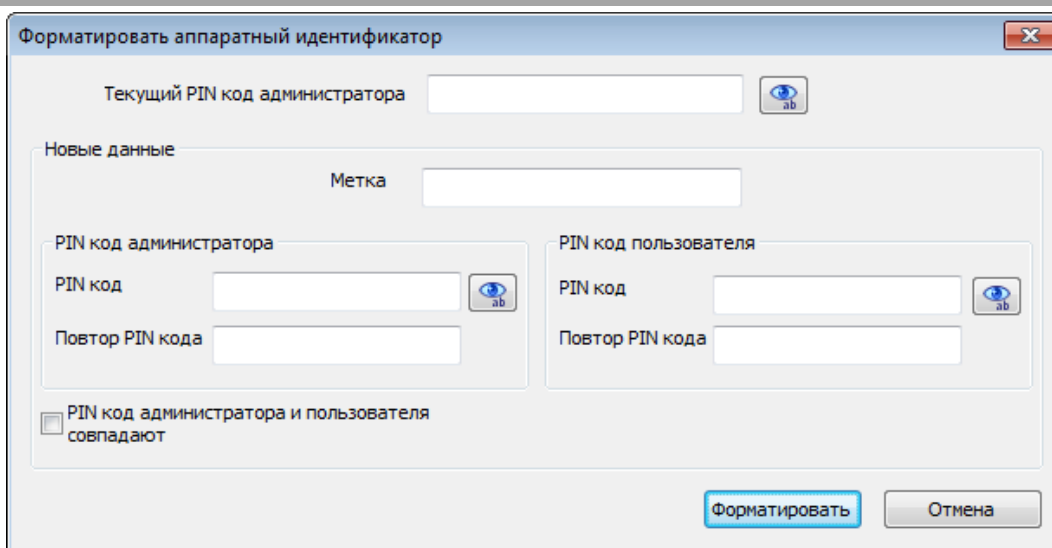 Форматировать аппаратный идентификатор
Текущий PIN код администратора
ab
Новые данные
Метка
PIN код администратора
PIN код
ab
Повтор PIN кода
PIN код пользователя
PIN код
ab
Повтор PIN кода
PIN код администратора и пользователя
совпадают
Форматировать
Отмена